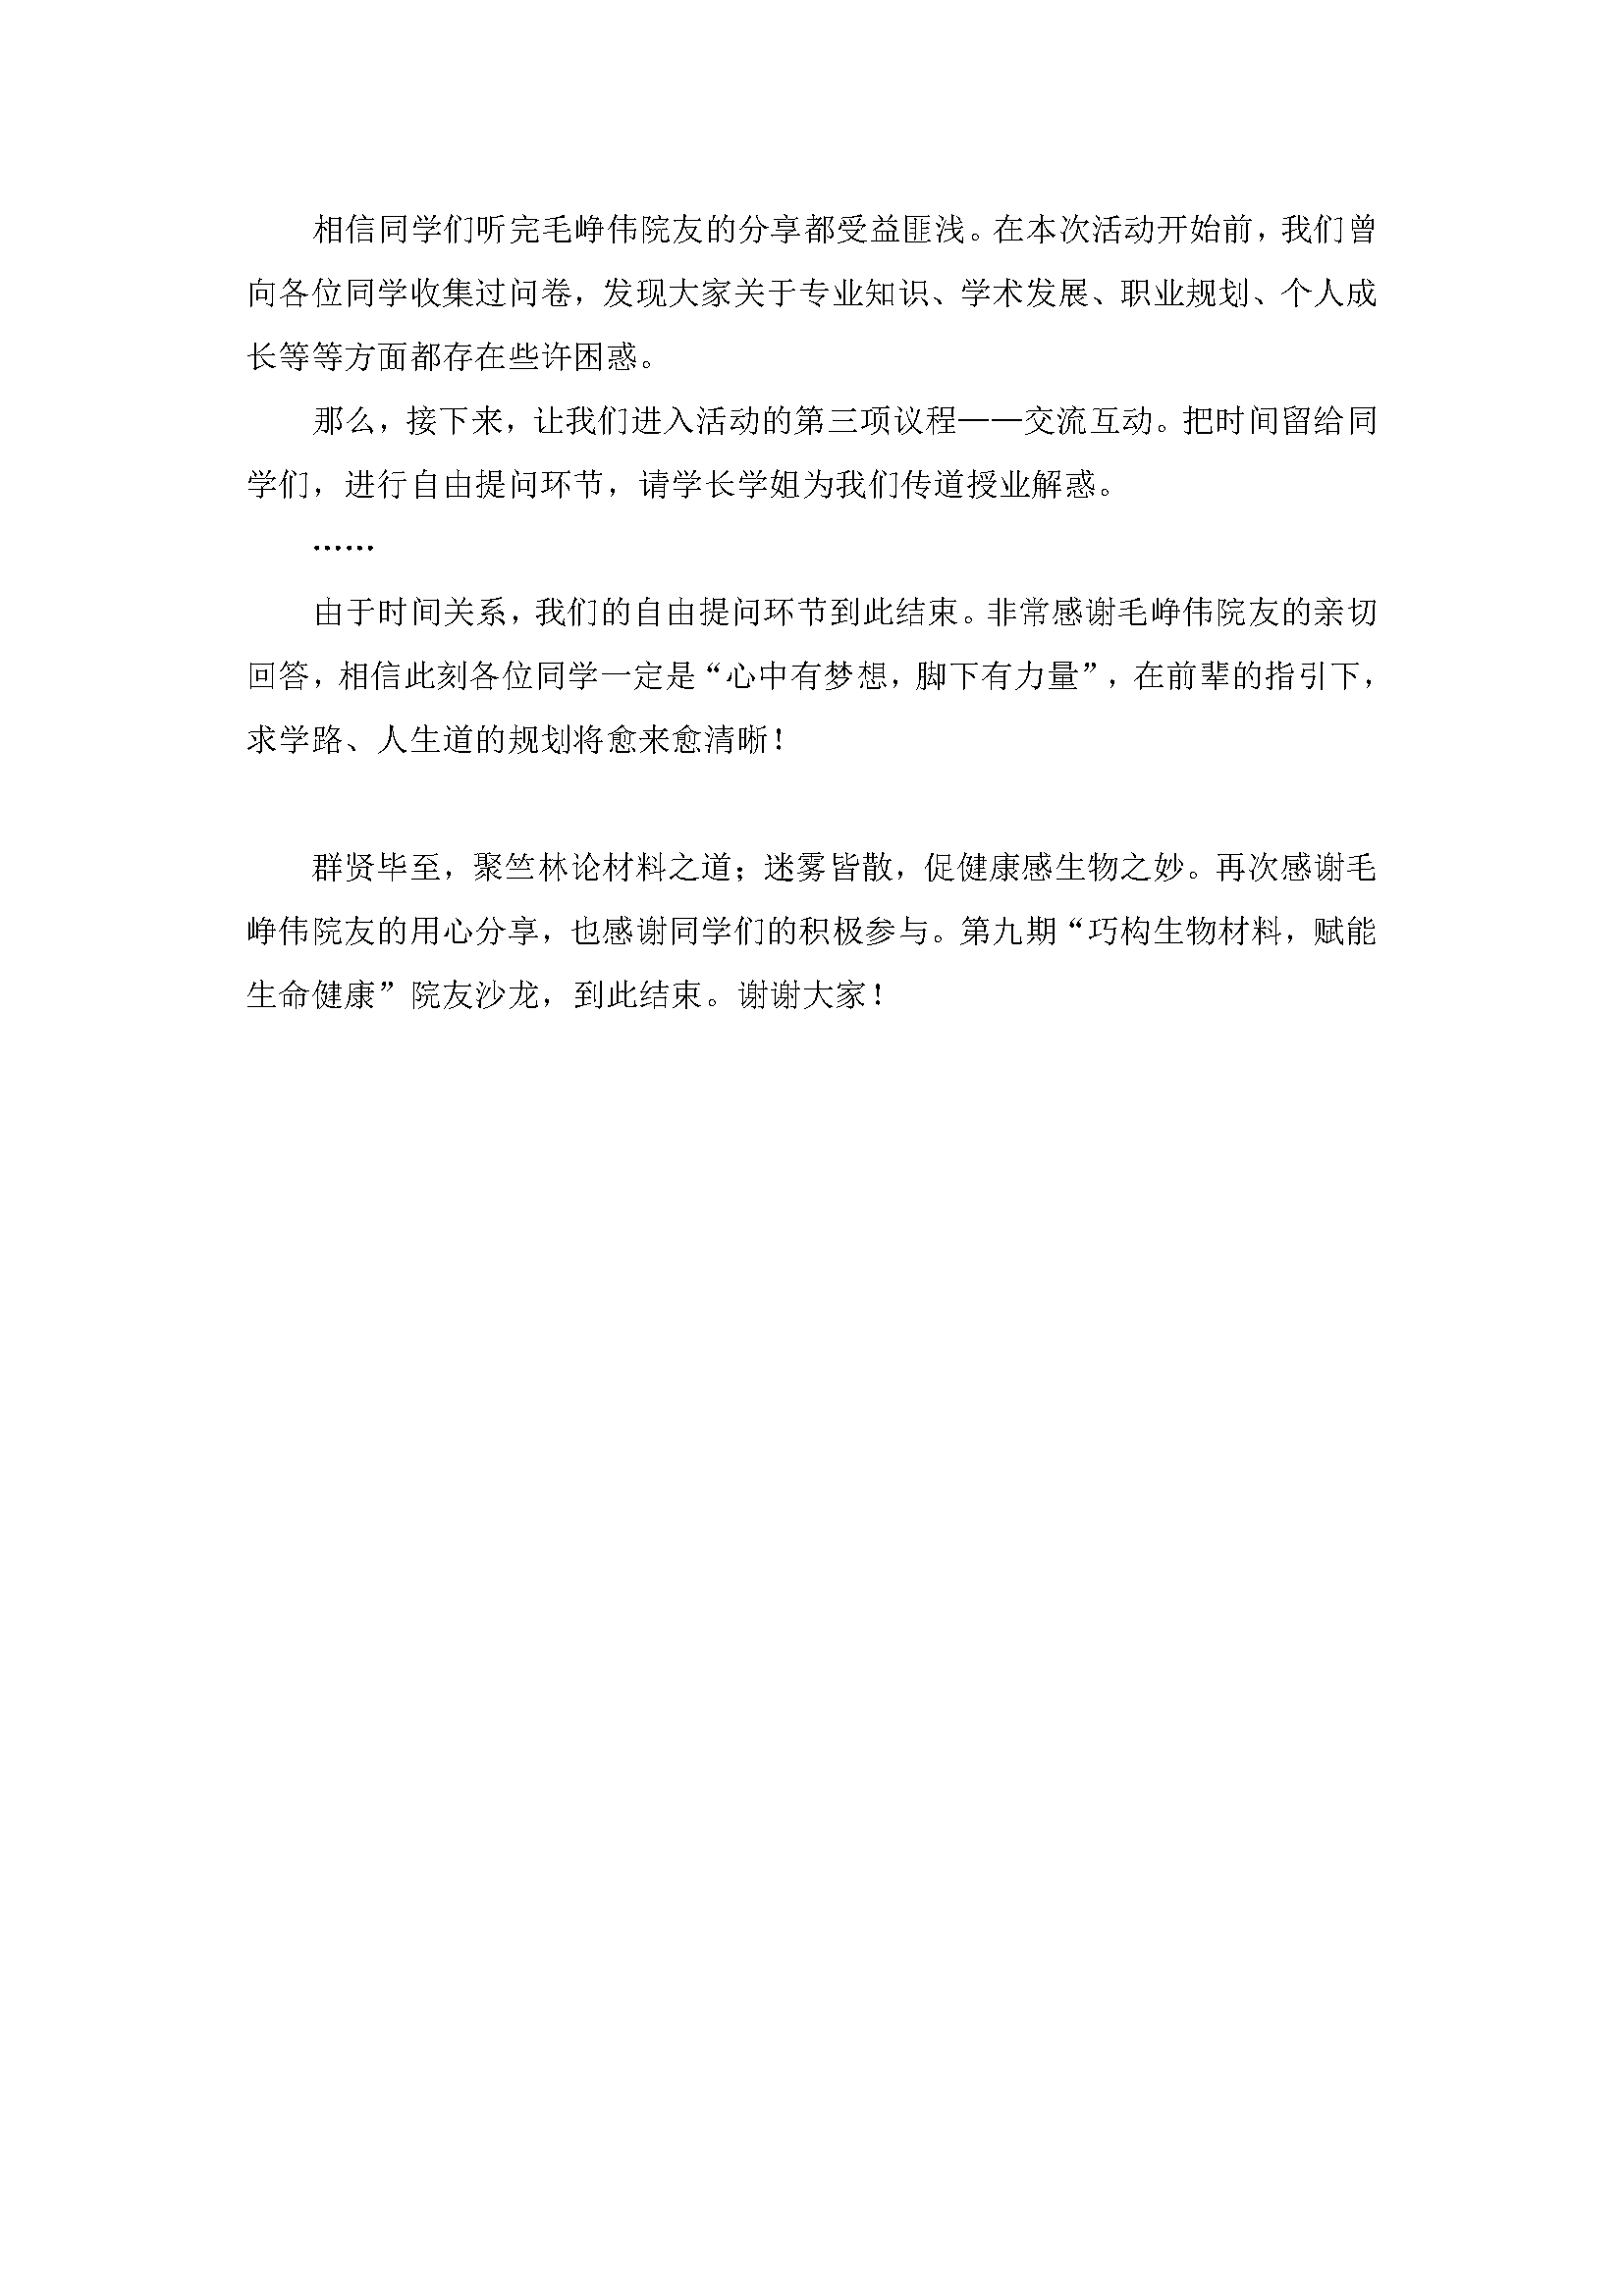 相信同学们听完毛峥伟院友的分享都受益匪浅。在本次活动开始前，我们曾
向各位同学收集过问卷，发现大家关于专业知识、学术发展、职业规划、个人成
长等等方面都存在些许困惑。
那么，接下来，让我们进入活动的第三项议程——交流互动。把时间留给同
学们，进行自由提问环节，请学长学姐为我们传道授业解惑。
……
由于时间关系，我们的自由提问环节到此结束。非常感谢毛峥伟院友的亲切
回答，相信此刻各位同学一定是“心中有梦想，脚下有力量”，在前辈的指引下，
求学路、人生道的规划将愈来愈清晰！
群贤毕至，聚竺林论材料之道；迷雾皆散，促健康感生物之妙。再次感谢毛
峥伟院友的用心分享，也感谢同学们的积极参与。第九期“巧构生物材料，赋能
生命健康”院友沙龙，到此结束。谢谢大家！